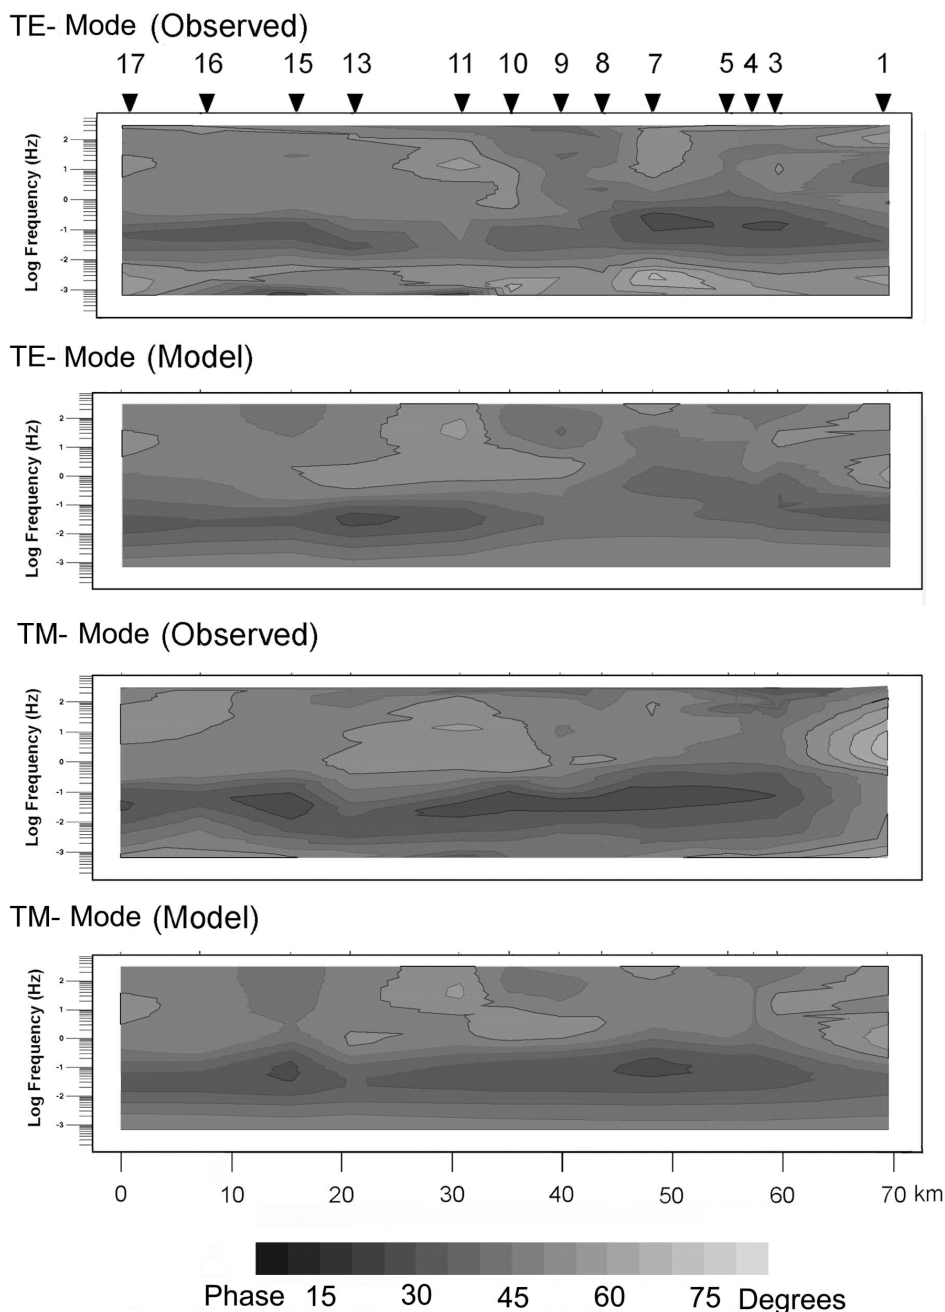 TE- Mode (Observed)
17 16 15 13 11 10 9 8 7 5 4 3 1
Log Frequency (Hz)
2
1
0
-1
-2
-3
TE- Mode (Model)
Log Frequency (Hz)
2
1
0
-1
-2
-3
TM- Mode (Observed)
Log Frequency (Hz)
2
1
0
-1
-2
-3
TM- Mode (Model)
Log Frequency (Hz)
2
1
0
-1
-2
-3
0 10 20 30 40 50 60 70 km
Phase 15 30 45 60 75 Degrees